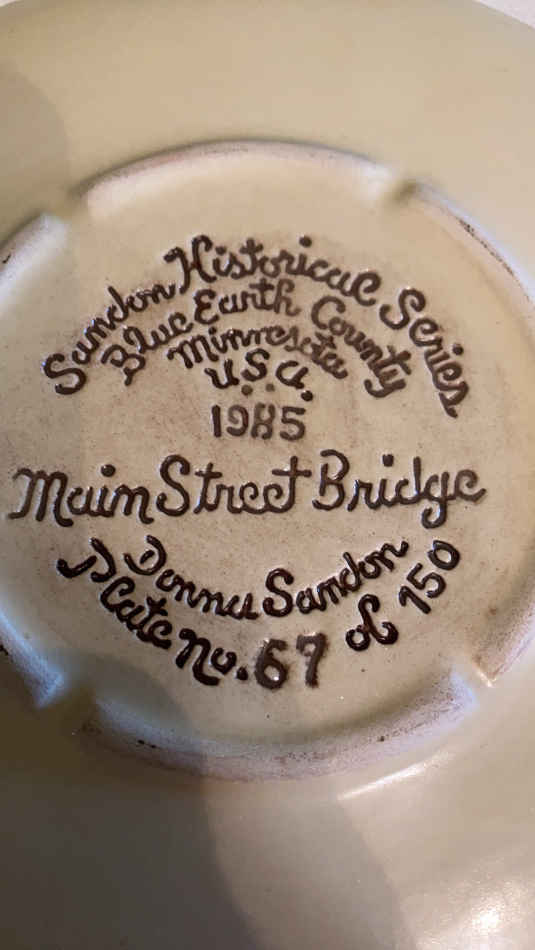 Sandon Historical Series
Blue Earth County
Minnesota
U.S.A.
1985
Main Street Bridge
Donna Sandon
Plate No. 67 of 150